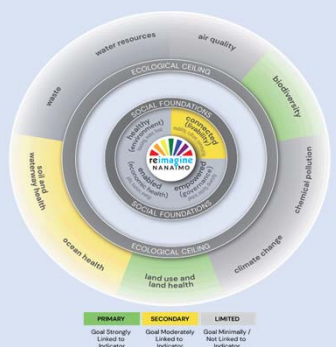 water resources
air quality
biodiversity
chemical pollution
climate change
land use and
land health
ocean health
soil and
waterway health
waste
ECOLOGICAL CEILING
SOCIAL FOUNDATIONS
healthy
(environment)
connected
(livability)
empowered
(governance)
enabled
(economic health)
reimagine
NANAIMO
SOCIAL FOUNDATIONS
ECOLOGICAL CEILING
PRIMARY
SECONDARY
LIMITED
Goal Strongly
Linked to
Indicator
Goal Moderately
Linked to
Indicator
Goal Minimally /
Not Linked to
Indicator